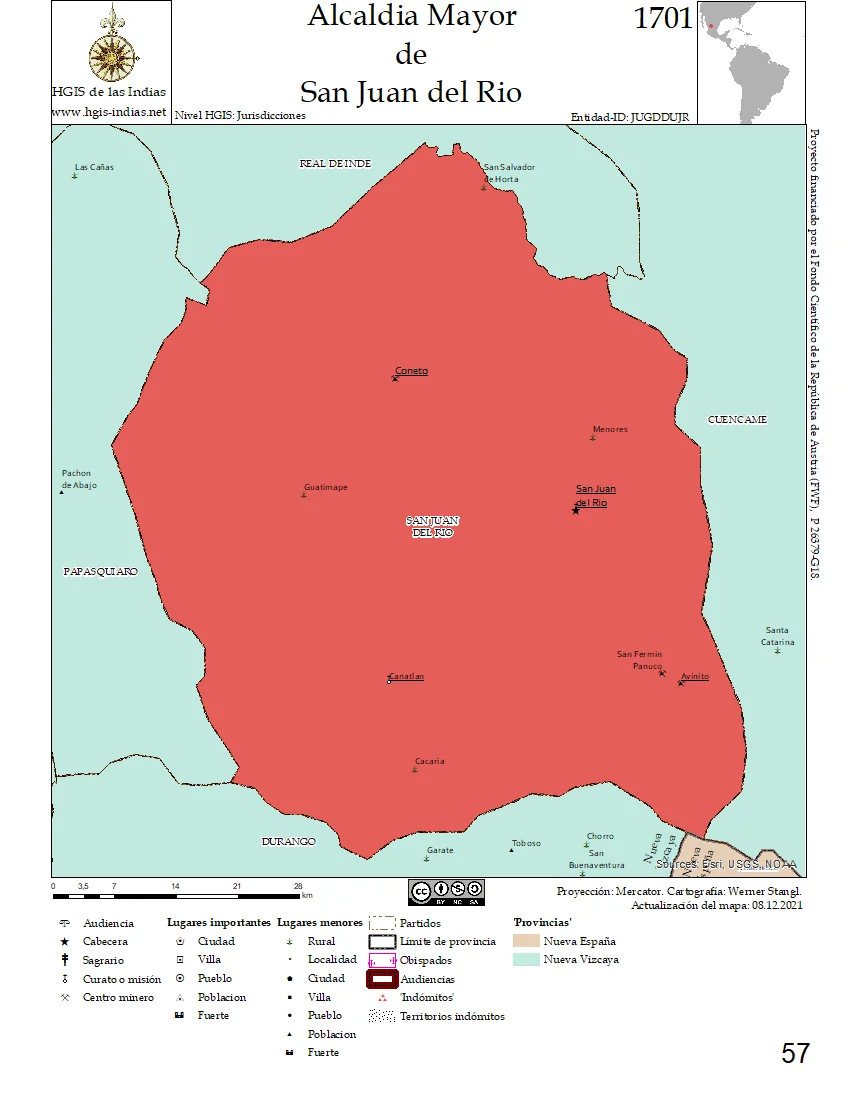 Alcaldia Mayor
de
San Juan del Rio
1701
HGIS de las Indias
www.hgis-indias.net
Nivel HGIS: Jurisdicciones
Entidad-ID: JUGDDUJR
Proyecto financiado por el Fondo Científico de la República de Austria (FWF), P 26379-G18.
Las Cañas
REAL DE INDE
San Salvador
de Horta
Coneto
CUENCAME
Menores
Pachon
de Abajo
Guatimape
San Juan
del Rio
SAN JUAN
DEL RIO
PAPASQUIARO
Santa
Catarina
San Fermin
Panuco
Canatlan
Avinito
Cacaria
DURANGO
Garate
Toboso
Chorro
San
Buenaventura
Nueva
Nueva
Sources: Esri, USGS, NOAA
0 3,5 7 14 21 28
km
CC BY NC SA
Proyección: Mercator. Cartografía: Werner Stangl.
Actualización del mapa: 08.12.2021
Audiencia
Cabecera
Sagrario
Curato o misión
Centro minero
Lugares importantes
Ciudad
Villa
Pueblo
Poblacion
Fuerte
Lugares menores
Rural
Localidad
Ciudad
Villa
Pueblo
Poblacion
Fuerte
Partidos
Límite de provincia
Obispados
Audiencias
'Indómitos'
Territorios indómitos
'Provincias'
Nueva España
Nueva Vizcaya
57